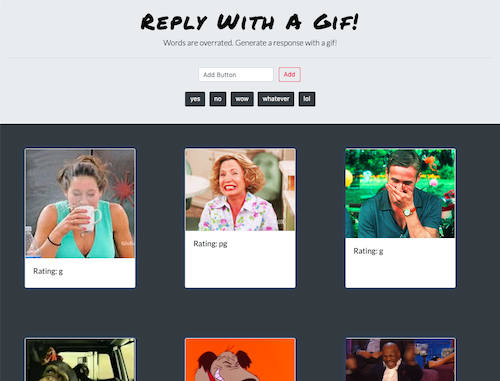 Reply With A Gif!
Words are overrated. Generate a response with a gif!
Add Button Add
yes no wow whatever lol
Rating: g
Rating: pg
Rating: g